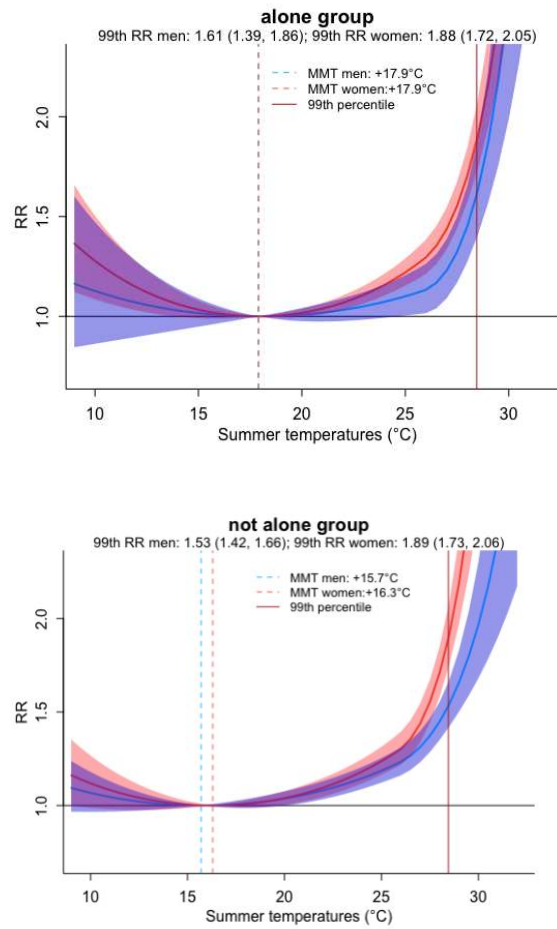 alone group
99th RR men: 1.61 (1.39, 1.86); 99th RR women: 1.88 (1.72, 2.05)
MMT men: +17.9°C
MMT women:+17.9°C
99th percentile
2.0
1.5
1.0
RR
10 15 20 25 30
Summer temperatures (°C)
not alone group
99th RR men: 1.53 (1.42, 1.66); 99th RR women: 1.89 (1.73, 2.06)
MMT men: +15.7°C
MMT women:+16.3°C
99th percentile
2.0
1.5
1.0
RR
10 15 20 25 30
Summer temperatures (°C)